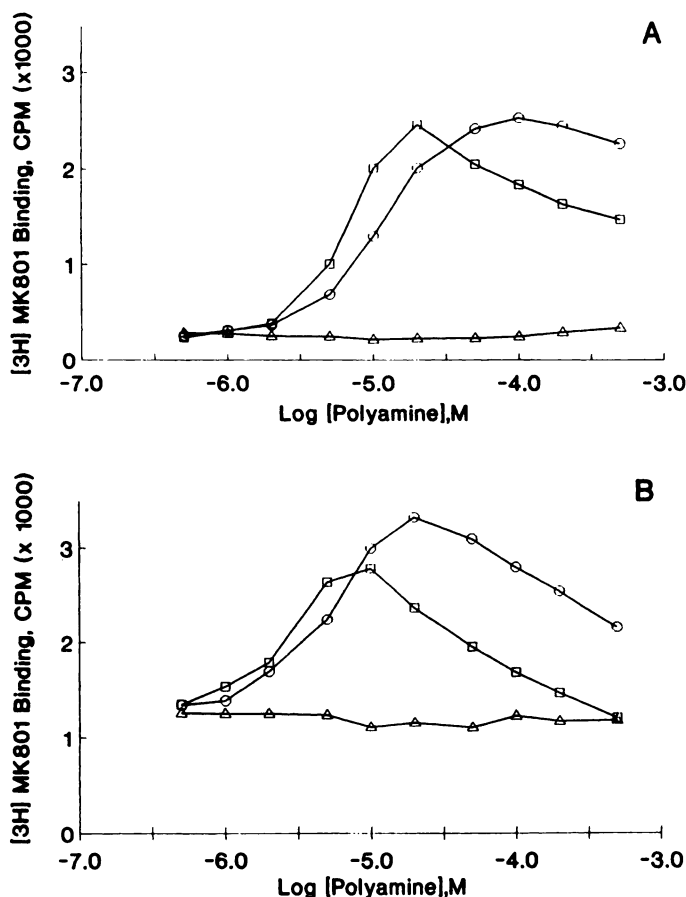 A
[3H] MK801 Binding, CPM (x1000)
3
2
1
0
-7.0 -6.0 -5.0 -4.0 -3.0
Log [Polyamine],M
B
[3H] MK801 Binding, CPM (x 1000)
3
2
1
0
-7.0 -6.0 -5.0 -4.0 -3.0
Log [Polyamine],M